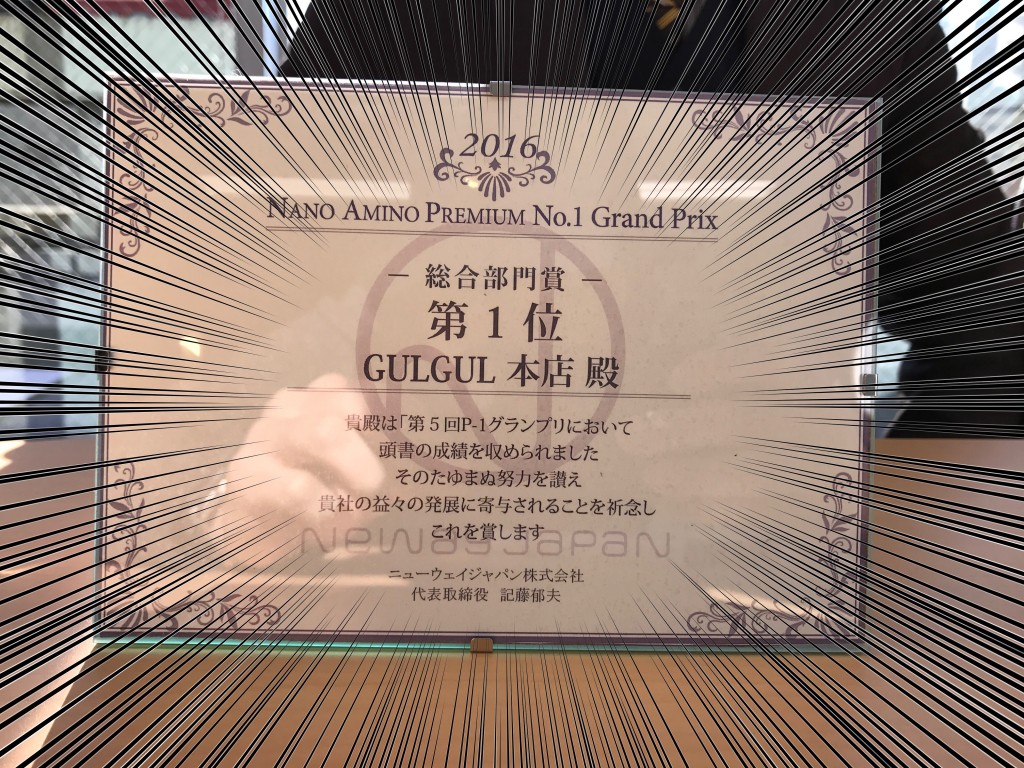 2016
NANO AMINO PREMIUM No.1 Grand Prix
― 総合部門賞 ―
第 1 位
GULGUL 本店 殿
貴殿は「第5回P-1グランプリにおいて
頭書の成績を収められました
そのたゆまぬ努力を讃え
貴社の益々の発展に寄与されることを祈念し
これを賞します
NewayJapan
ニューウェイジャパン株式会社
代表取締役 記藤郁夫